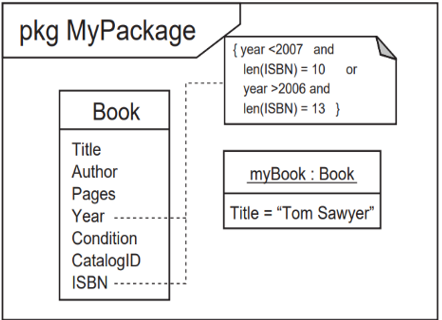 pkg MyPackage
{ year <2007 and
len(ISBN) = 10 or
year >2006 and
len(ISBN) = 13 }
Book
Title
Author
Pages
Year
Condition
CatalogID
ISBN
myBook : Book
Title = “Tom Sawyer”